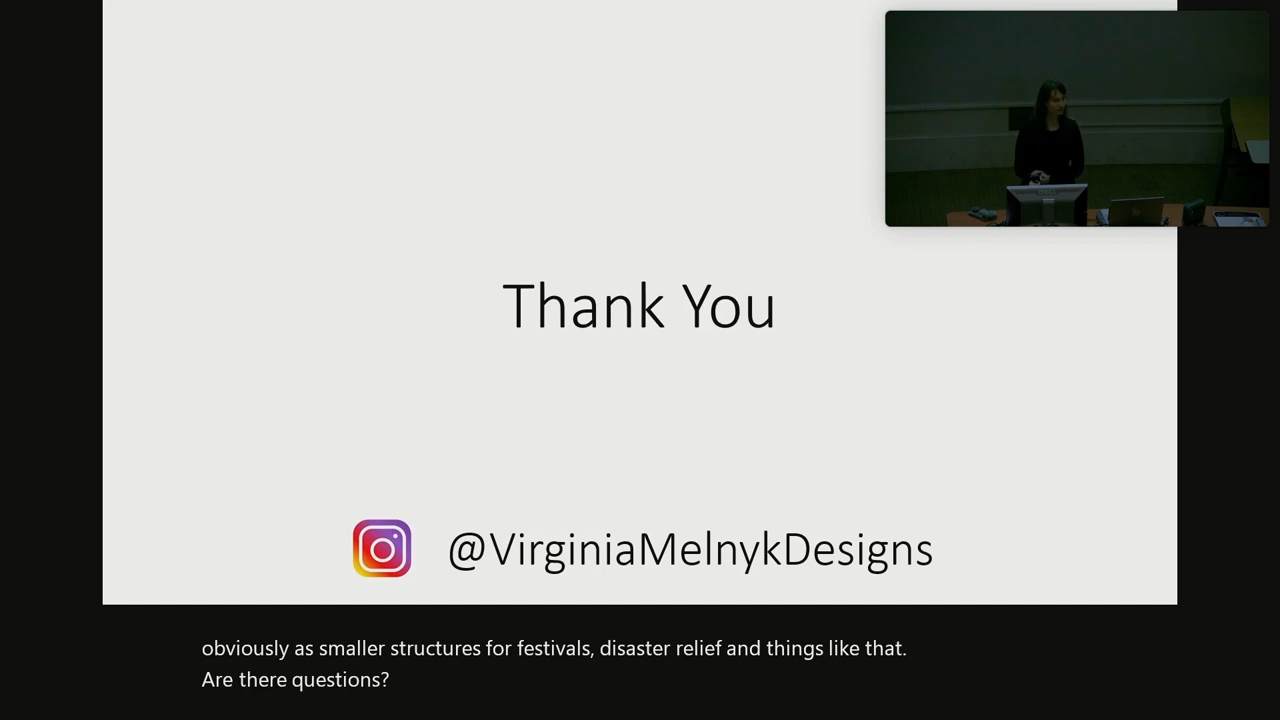 Thank You
@VirginiaMelnykDesigns
obviously as smaller structures for festivals, disaster relief and things like that.
Are there questions?